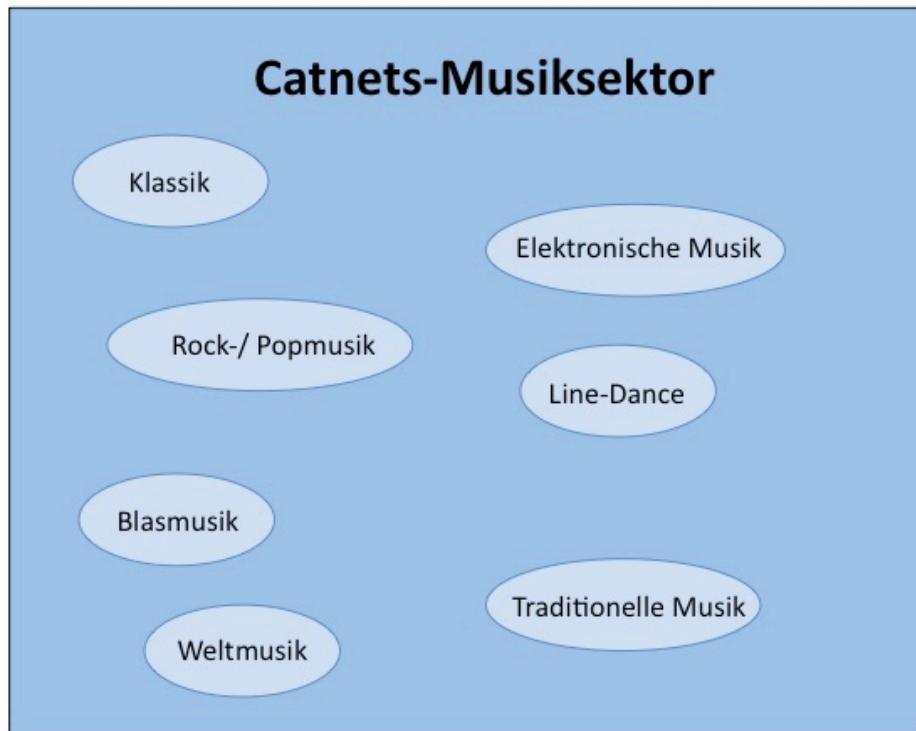 Catnets-Musiksektor
Klassik
Elektronische Musik
Rock-/ Popmusik
Line-Dance
Blasmusik
Traditionelle Musik
Weltmusik